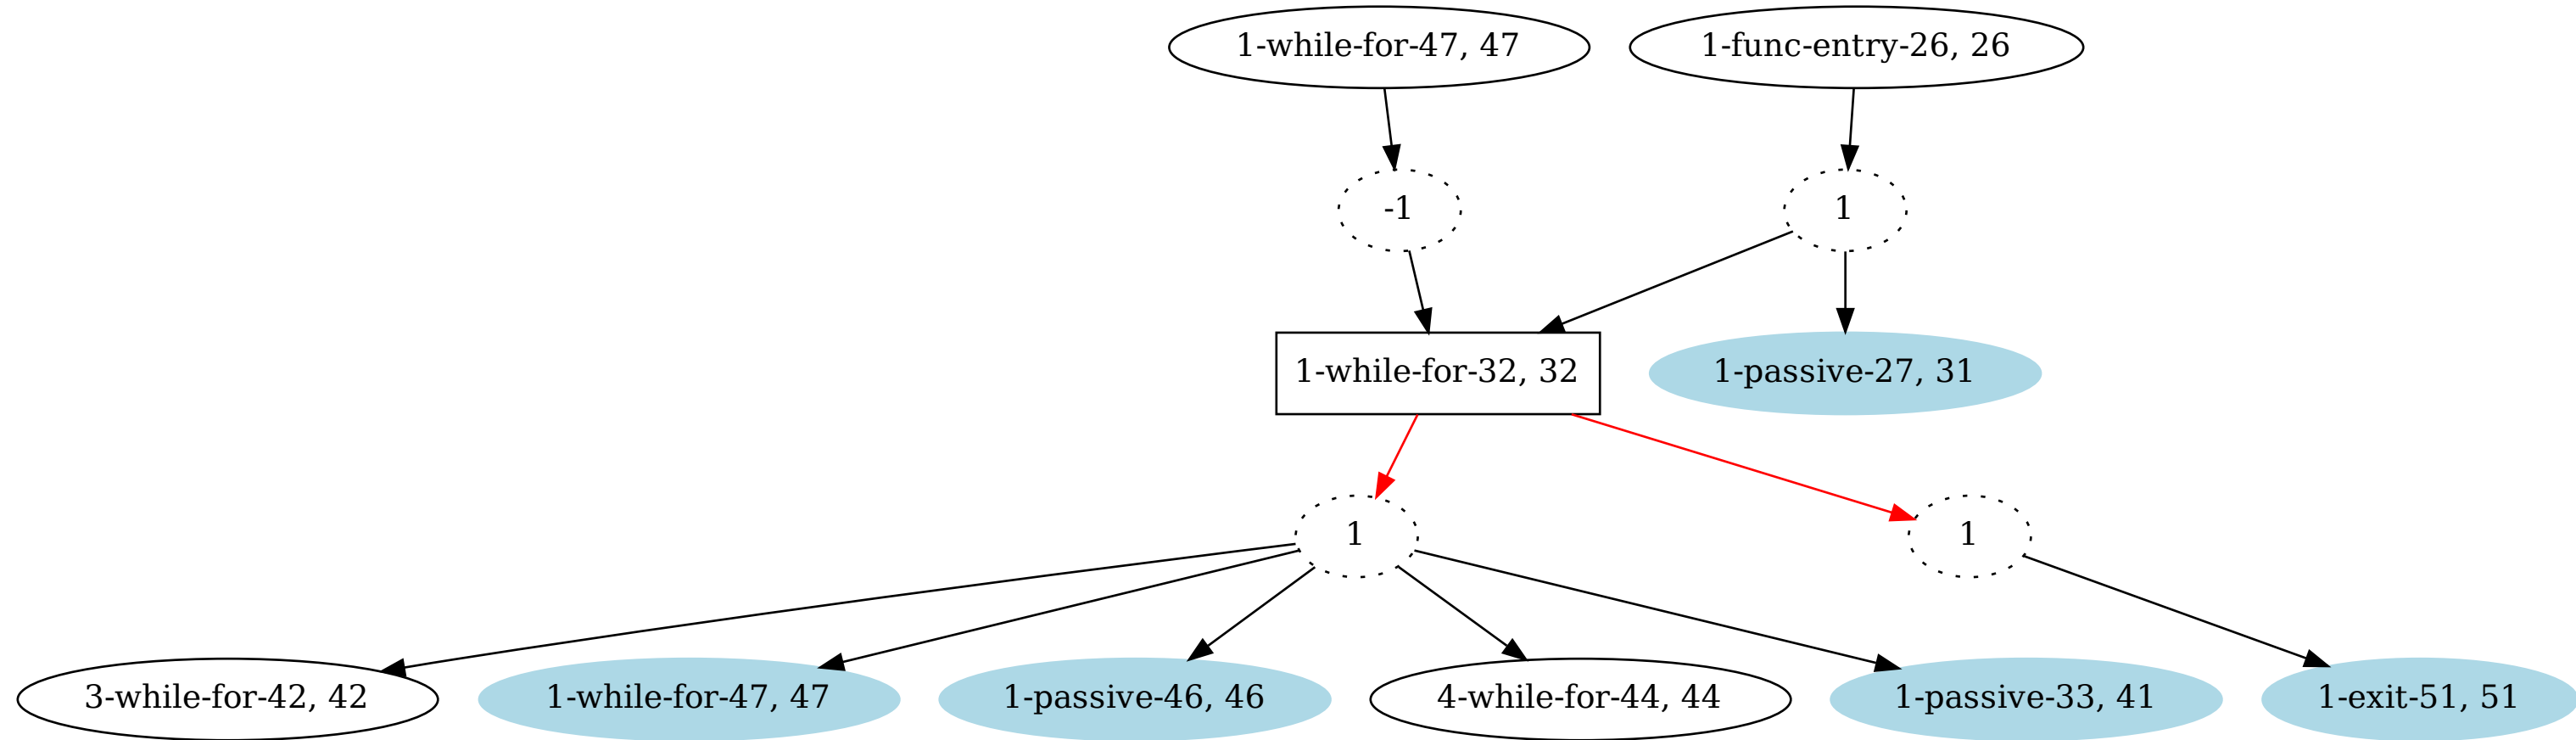 1-while-for-47, 47
1-func-entry-26, 26
-1
1
1-while-for-32, 32
1-passive-27, 31
1
1
3-while-for-42, 42
1-while-for-47, 47
1-passive-46, 46
4-while-for-44, 44
1-passive-33, 41
1-exit-51, 51